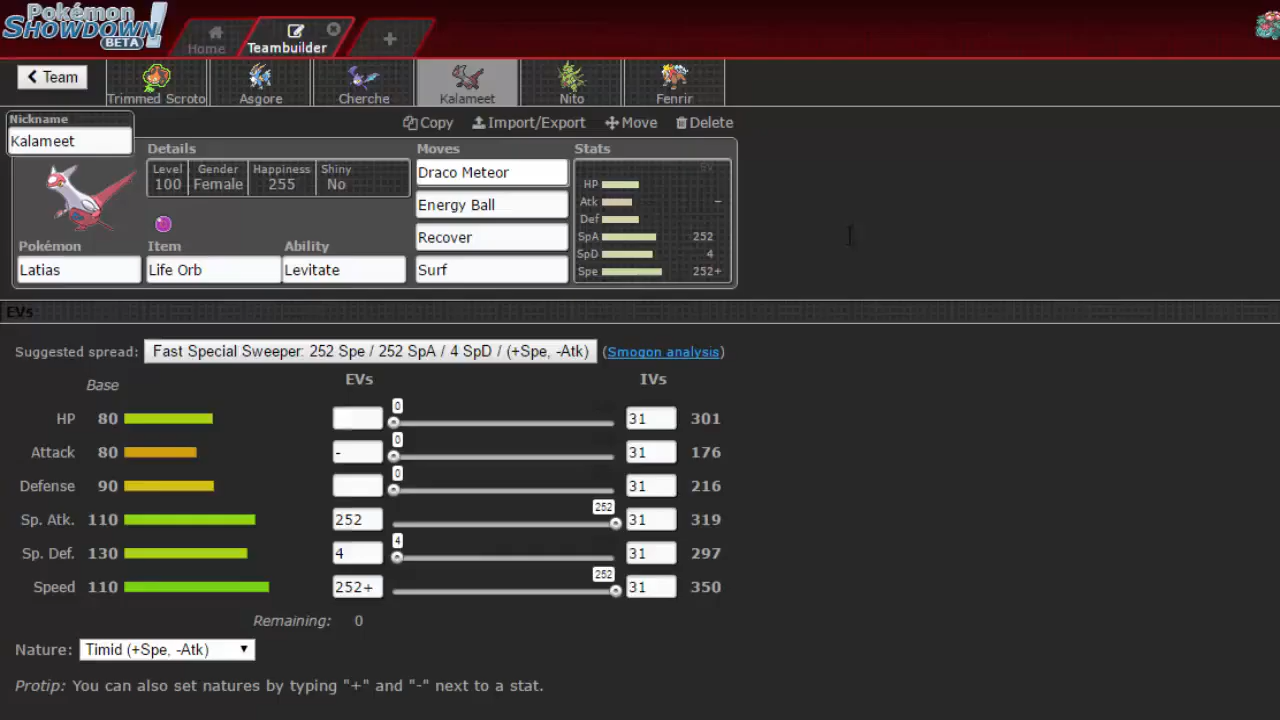 Pokémon
SHOWDOWN!
BETA
Home
Teambuilder
+
Team
Trimmed Scroto
Asgore
Cherche
Kalameet
Nito
Fenrir
Nickname
Kalameet
Copy
Import/Export
Move
Delete
Details
Moves
Stats
Level
Gender
Happiness
Shiny
100
Female
255
No
Draco Meteor
Energy Ball
Recover
Surf
EV
HP
Atk –
Def
SpA 252
SpD 4
Spe 252+
Pokémon
Item
Ability
Latias
Life Orb
Levitate
EVs
Suggested spread: Fast Special Sweeper: 252 Spe / 252 SpA / 4 SpD / (+Spe, -Atk) (Smogon analysis)
Base EVs IVs
HP 80 0 31 301
Attack 80 - 0 31 176
Defense 90 0 31 216
Sp. Atk. 110 252 252 31 319
Sp. Def. 130 4 4 31 297
Speed 110 252+ 252 31 350
Remaining: 0
Nature: Timid (+Spe, -Atk)
Protip: You can also set natures by typing "+" and "-" next to a stat.